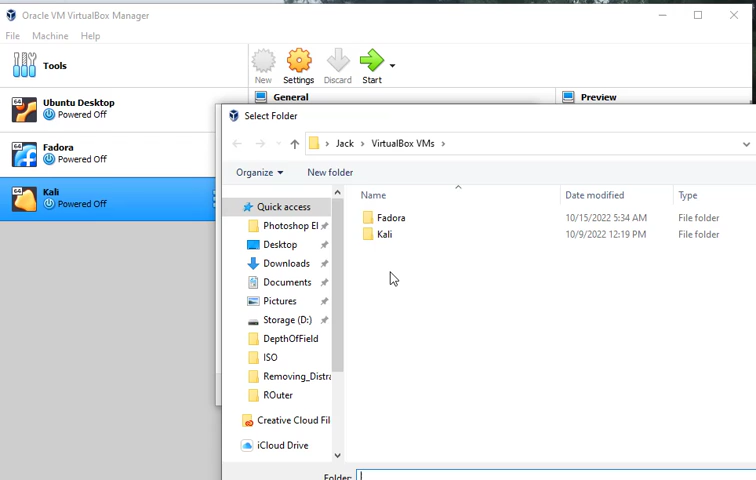 Oracle VM VirtualBox Manager
File Machine Help
Tools
New Settings Discard Start
General Preview
64 Ubuntu Desktop
Powered Off
64 Fadora
Powered Off
64 Kali
Powered Off
Select Folder
Jack > VirtualBox VMs >
Organize New folder
Name Date modified Type
Quick access
Photoshop El
Desktop
Downloads
Documents
Pictures
Storage (D:)
DepthOfField
ISO
Removing_Distra
ROuter
Creative Cloud Fil
iCloud Drive
Fadora 10/15/2022 5:34 AM File folder
Kali 10/9/2022 12:19 PM File folder
Folder: